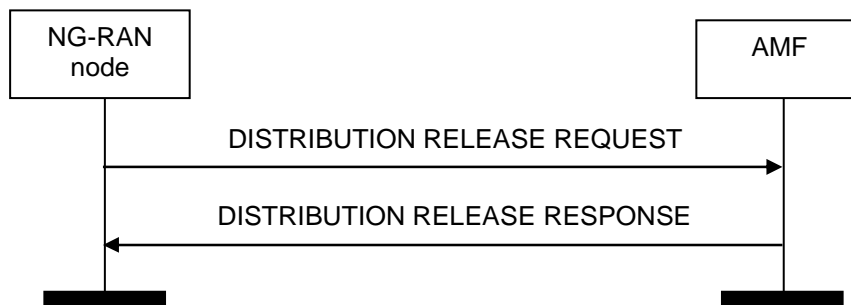 NG-RAN
node
AMF
DISTRIBUTION RELEASE REQUEST
DISTRIBUTION RELEASE RESPONSE